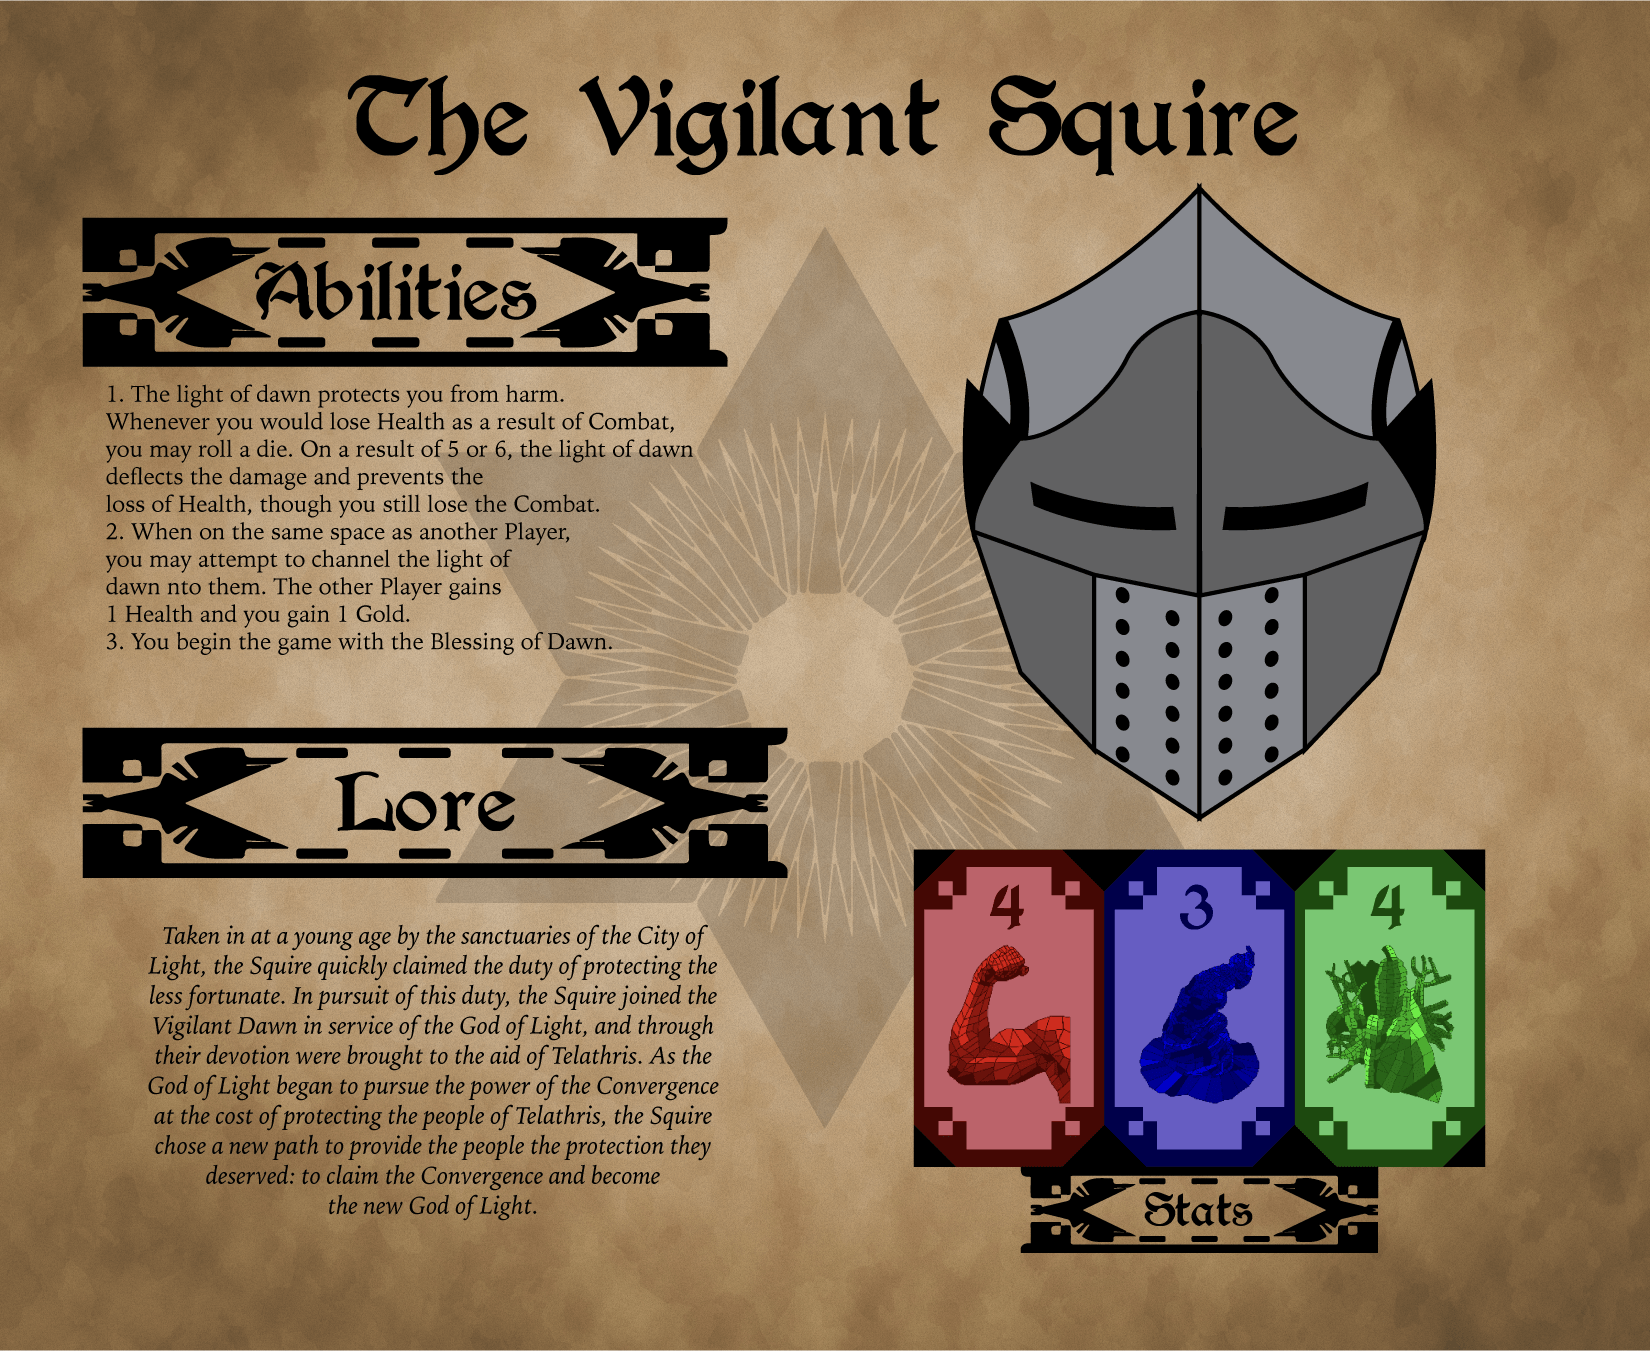 The Vigilant Squire
Abilities
1. The light of dawn protects you from harm.
Whenever you would lose Health as a result of Combat,
you may roll a die. On a result of 5 or 6, the light of dawn
deflects the damage and prevents the
loss of Health, though you still lose the Combat.
2. When on the same space as another Player,
you may attempt to channel the light of
dawn nto them. The other Player gains
1 Health and you gain 1 Gold.
3. You begin the game with the Blessing of Dawn.
Lore
Taken in at a young age by the sanctuaries of the City of
Light, the Squire quickly claimed the duty of protecting the
less fortunate. In pursuit of this duty, the Squire joined the
Vigilant Dawn in service of the God of Light, and through
their devotion were brought to the aid of Telathris. As the
God of Light began to pursue the power of the Convergence
at the cost of protecting the people of Telathris, the Squire
chose a new path to provide the people the protection they
deserved: to claim the Convergence and become
the new God of Light.
4 3 4
Stats